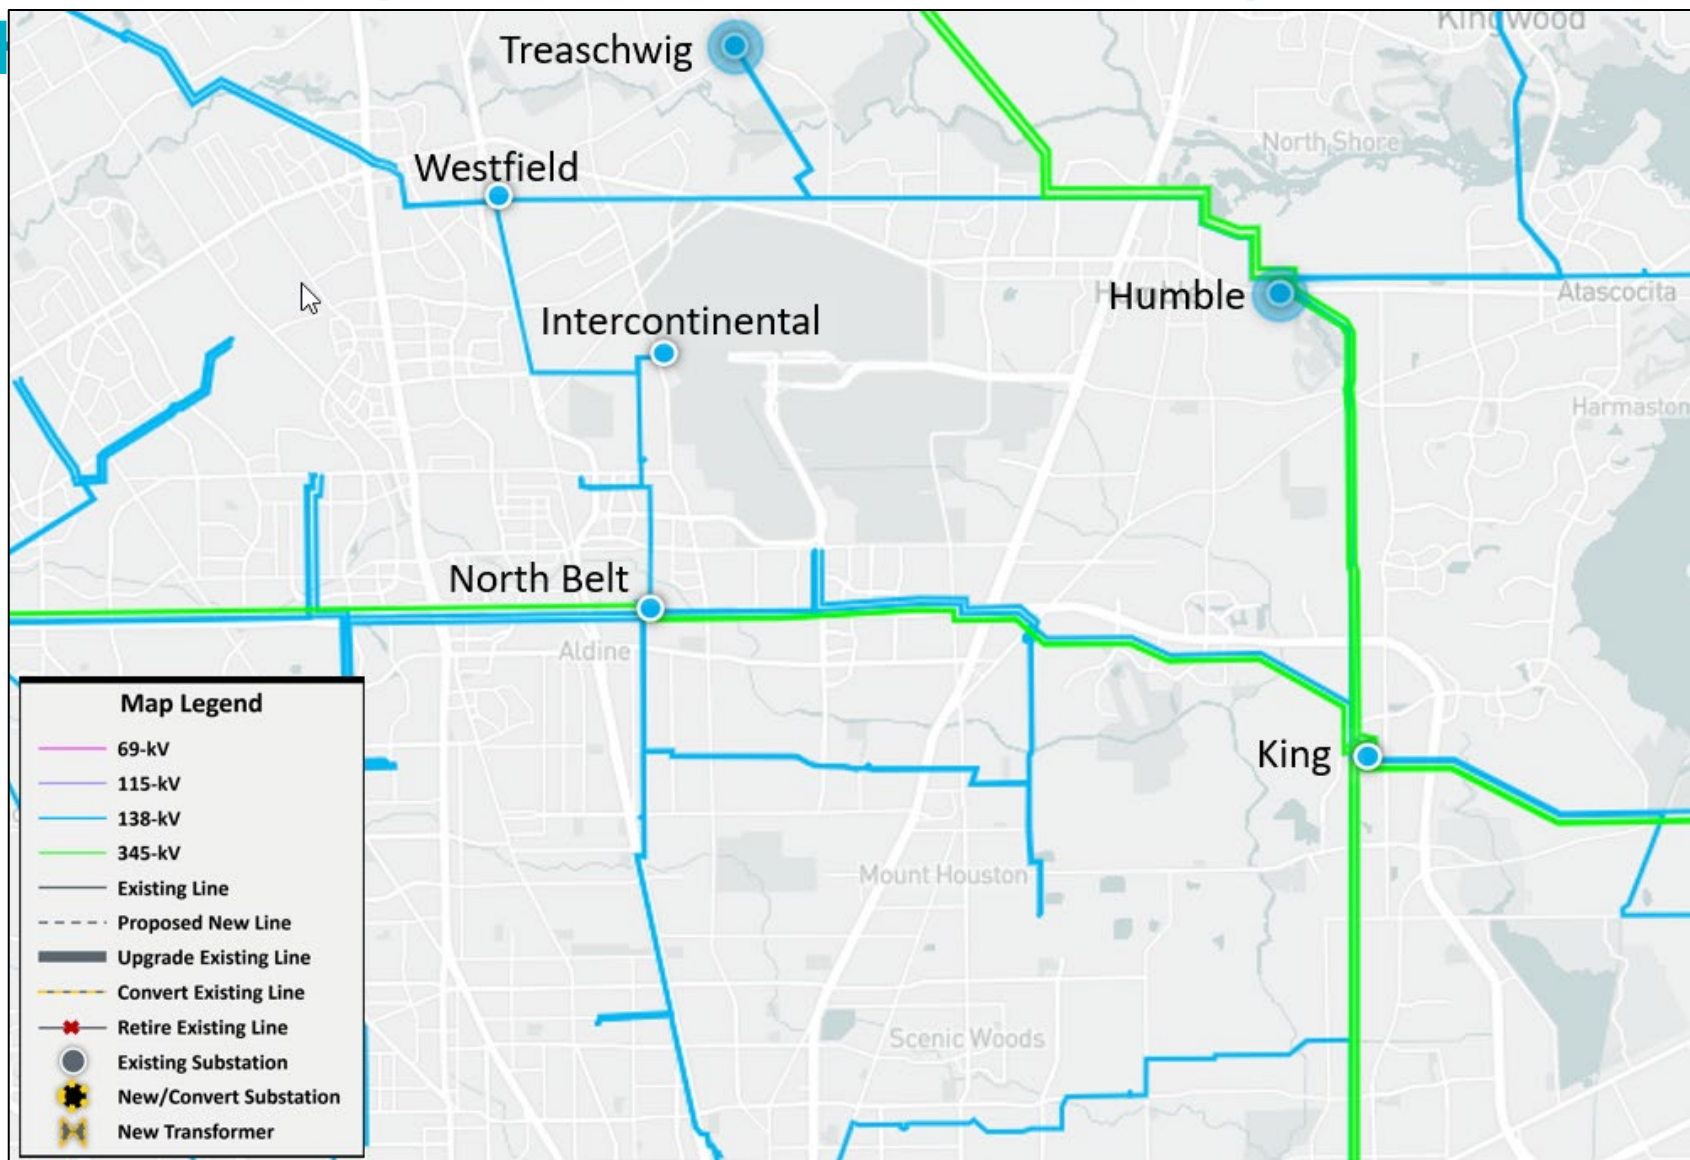 Kingwood
Treaschwig
North Shore
Westfield
Humble
Atascocita
Intercontinental
Harmaston
North Belt
Aldine
King
Mount Houston
Scenic Woods
Map Legend
69-kV
115-kV
138-kV
345-kV
Existing Line
Proposed New Line
Upgrade Existing Line
Convert Existing Line
Retire Existing Line
Existing Substation
New/Convert Substation
New Transformer